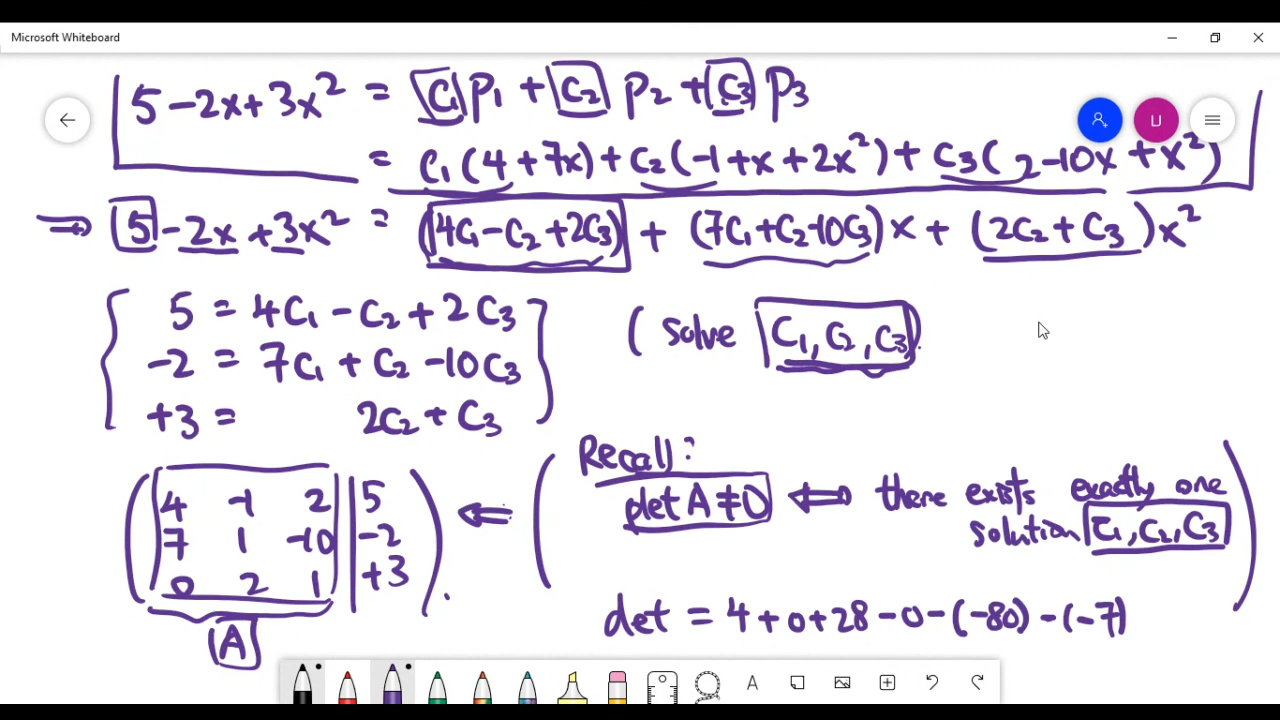 Microsoft Whiteboard
5 - 2x + 3x² = C₁ P₁ + C₂ P₂ + C₃ P₃
= C₁(4 + 7x) + C₂(-1 + x + 2x²) + C₃(2 - 10x + x²)
⇒ 5 - 2x + 3x² = (4C₁ - C₂ + 2C₃) + (7C₁ + C₂ - 10C₃)x + (2C₂ + C₃)x²
5 = 4C₁ - C₂ + 2C₃
(solve C₁, C₂, C₃).
-2 = 7C₁ + C₂ - 10C₃
+3 = 2C₂ + C₃
Recall:
det A ≠ 0 ⟺ there exists exactly one
solution C₁, C₂, C₃
4 -1 2 | 5
7 1 -10 | -2
0 2 1 | +3
⇐
A
det = 4 + 0 + 28 - 0 - (-80) - (-7)
U
A